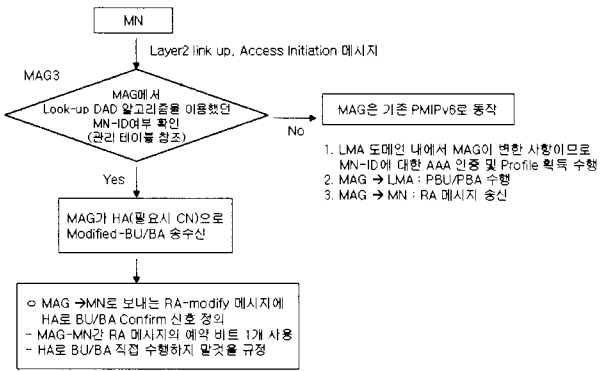 MN
Layer2 link up, Access Initiation 메시지
MAG3
MAG에서
Look-up DAD 알고리즘을 이용했던
MN-ID여부 확인
(관리 테이블 참조)
No
MAG은 기존 PMIPv6로 동작
1. LMA 도메인 내에서 MAG이 변한 사항이므로
MN-ID에 대한 AAA 인증 및 Profile 획득 수행
2. MAG → LMA : PBU/PBA 수행
3. MAG → MN : RA 메시지 송신
Yes
MAG가 HA(필요시 CN)으로
Modified-BU/BA 송수신
○ MAG →MN로 보내는 RA-modify 메시지에
HA로 BU/BA Confirm 신호 정의
- MAG-MN간 RA 메시지의 예약 비트 1개 사용
- HA로 BU/BA 직접 수행하지 말것을 규정